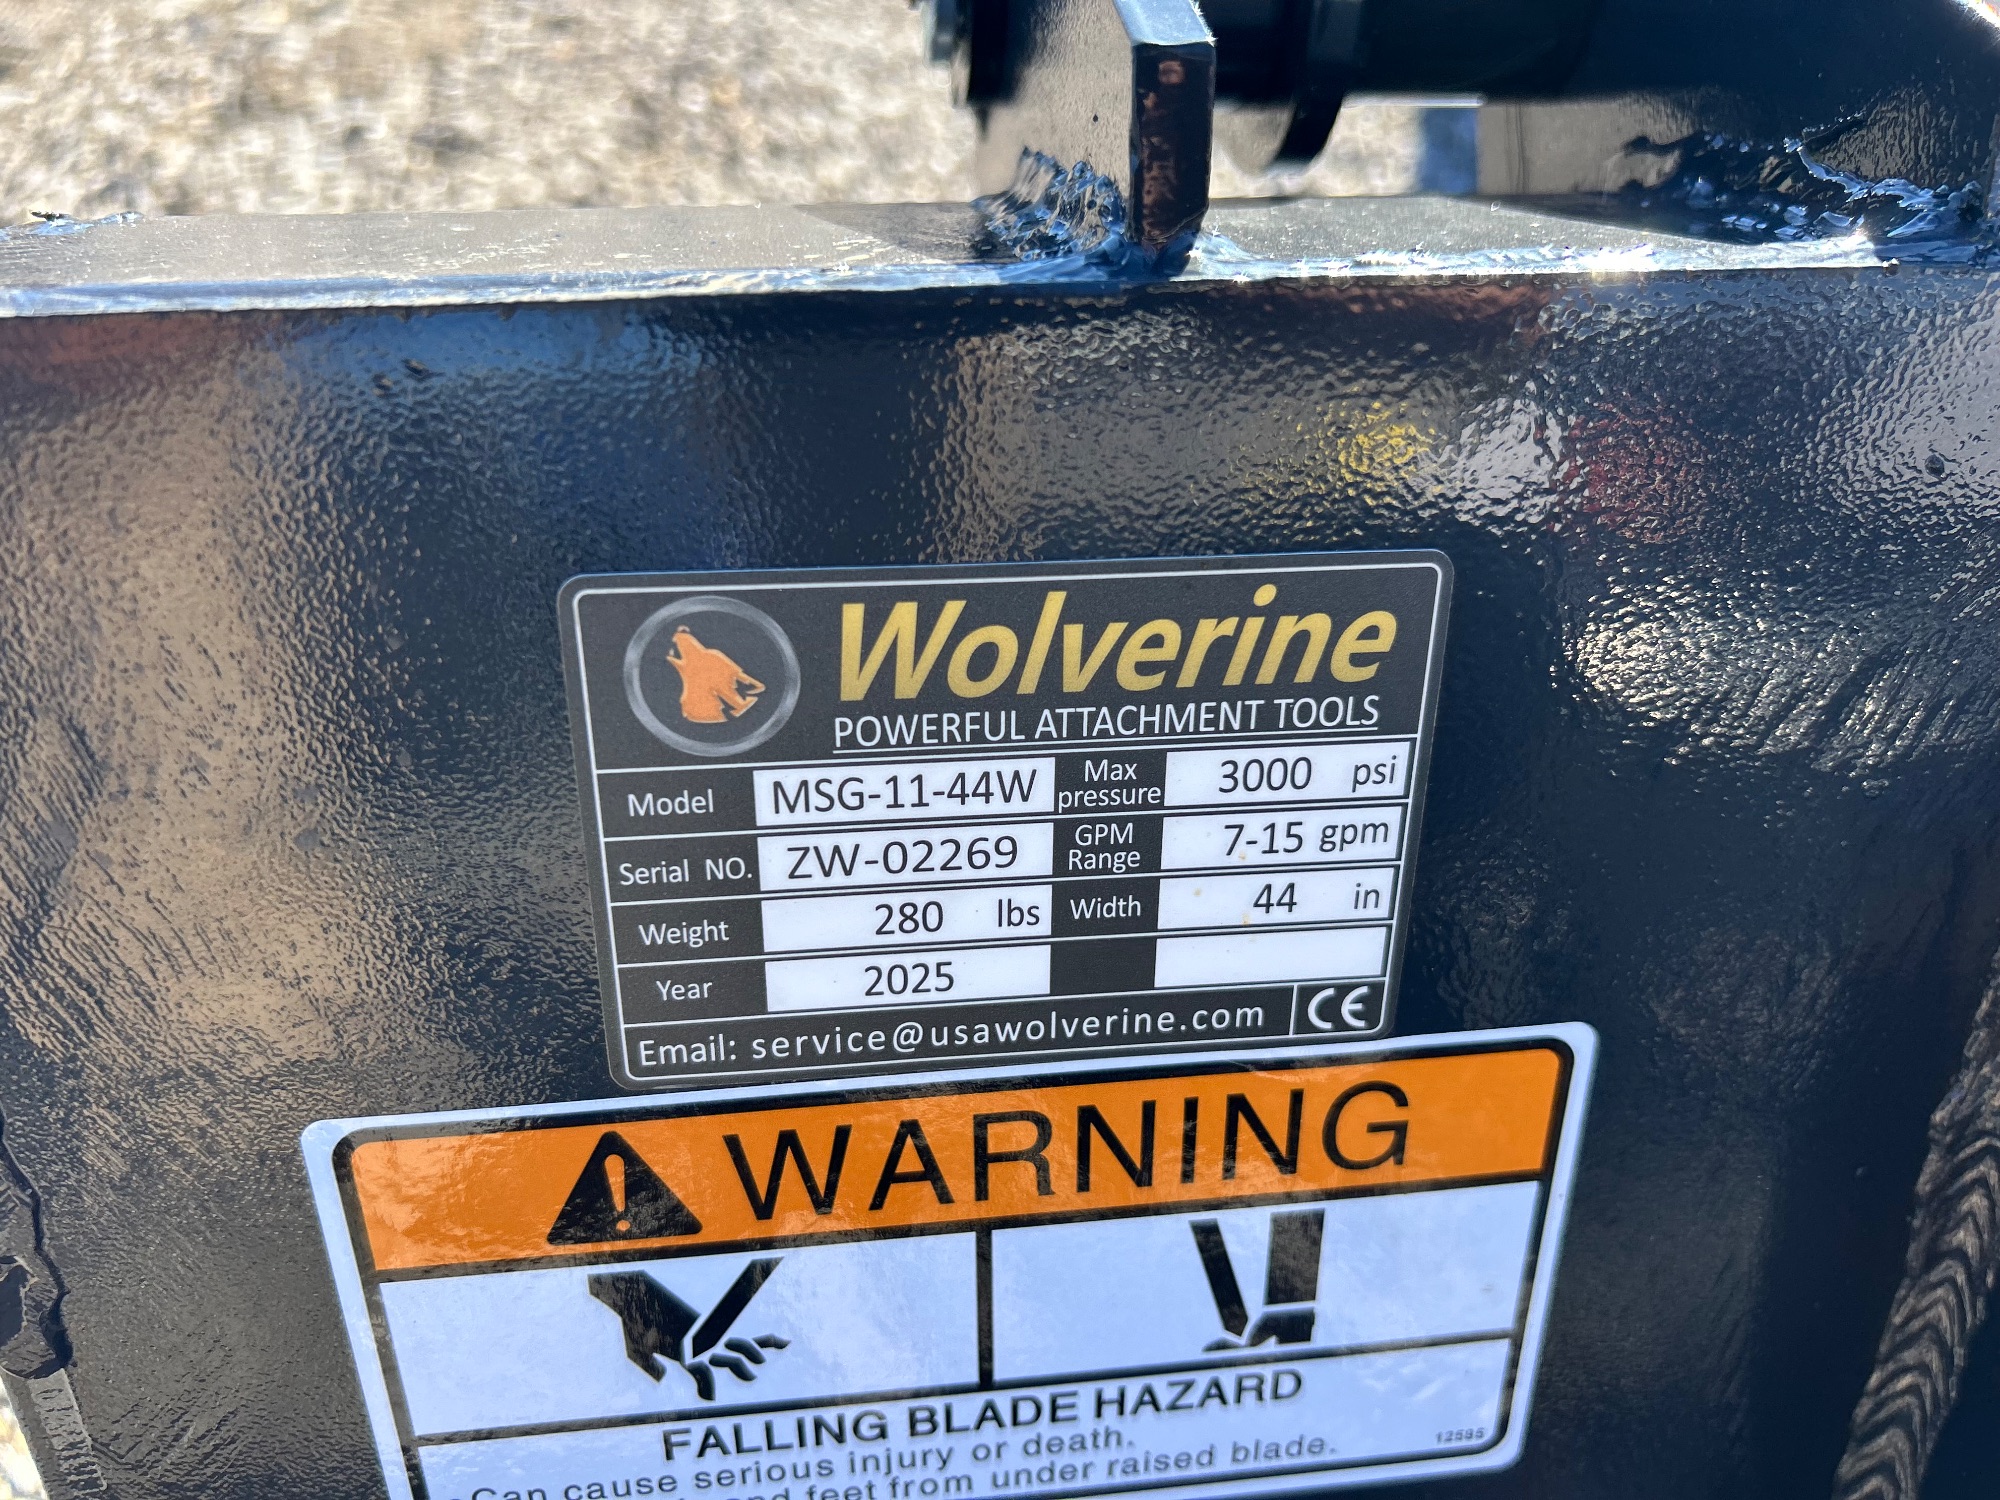 Wolverine
POWERFUL ATTACHMENT TOOLS
Model MSG-11-44W Max pressure 3000 psi
Serial NO. ZW-02269 GPM Range 7-15 gpm
Weight 280 lbs Width 44 in
Year 2025
Email: service@usawolverine.com CE
WARNING
FALLING BLADE HAZARD
Can cause serious injury or death.
and feet from under raised blade.
12595